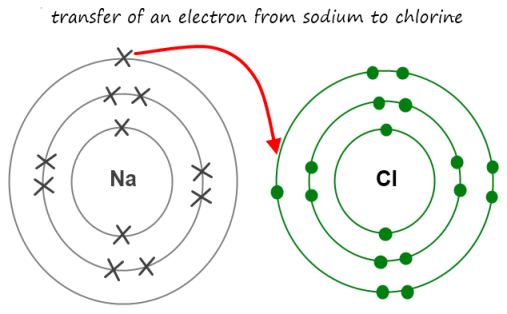 transfer of an electron from sodium to chlorine
Na
Cl